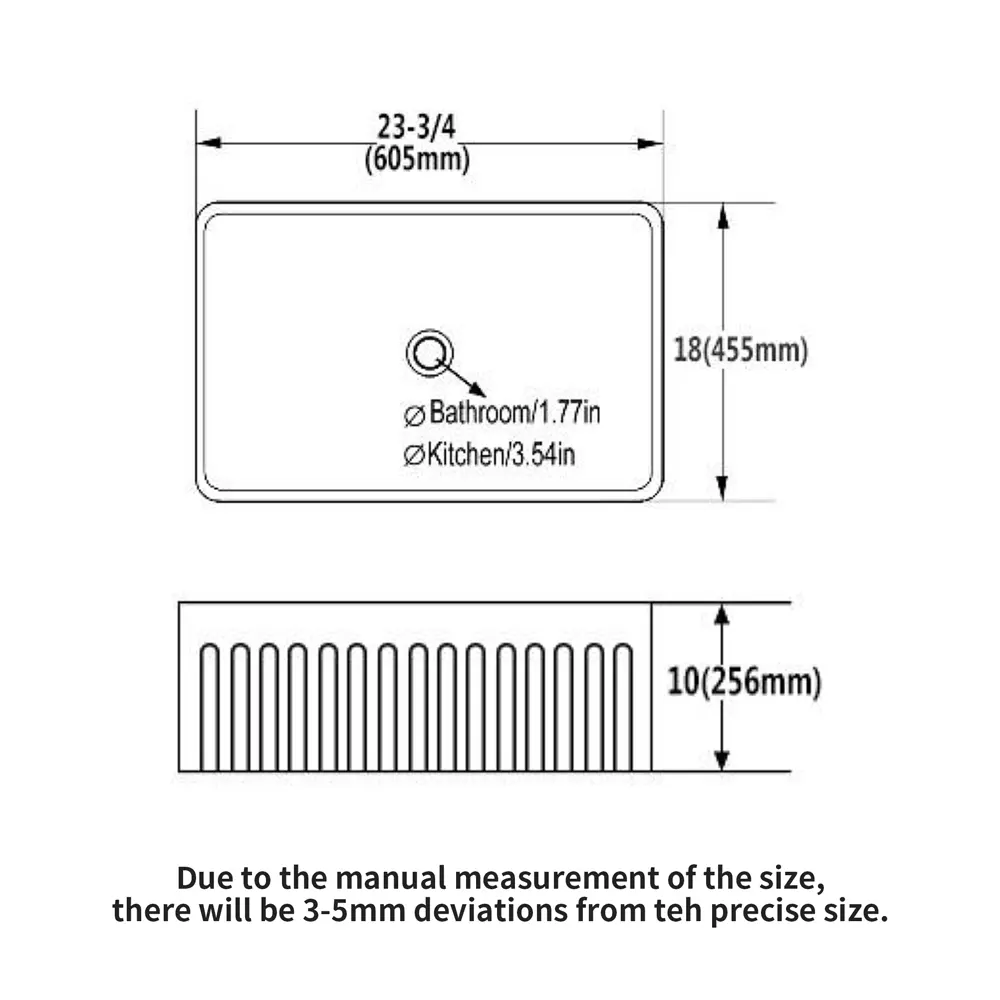 23-3/4
(605mm)
18(455mm)
⌀ Bathroom/1.77in
⌀Kitchen/3.54in
10(256mm)
Due to the manual measurement of the size,
there will be 3-5mm deviations from teh precise size.